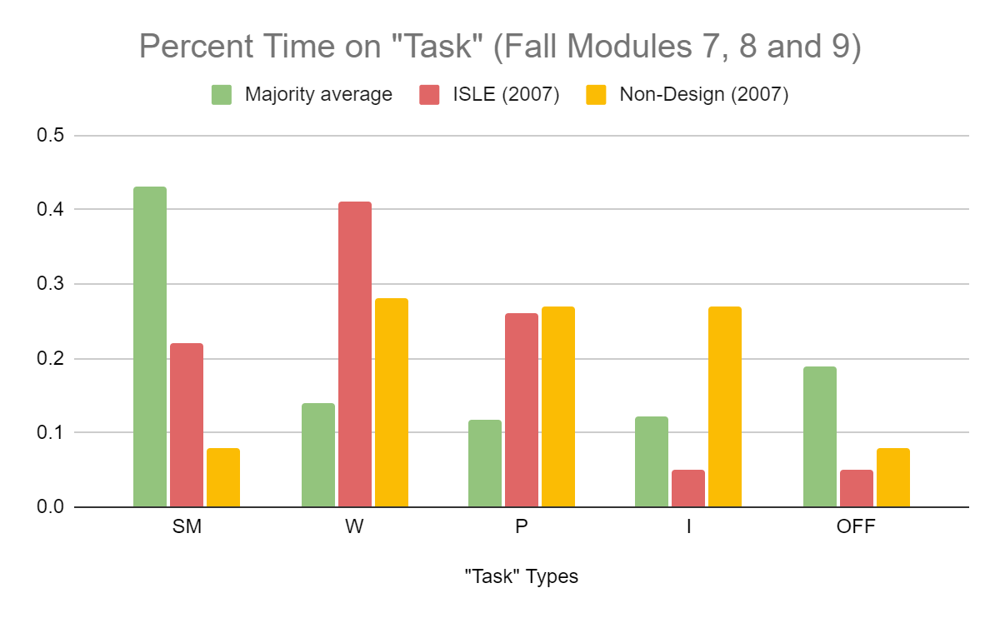 Percent Time on "Task" (Fall Modules 7, 8 and 9)
Majority average ISLE (2007) Non-Design (2007)
0.5
0.4
0.3
0.2
0.1
0.0
SM W P I OFF
"Task" Types